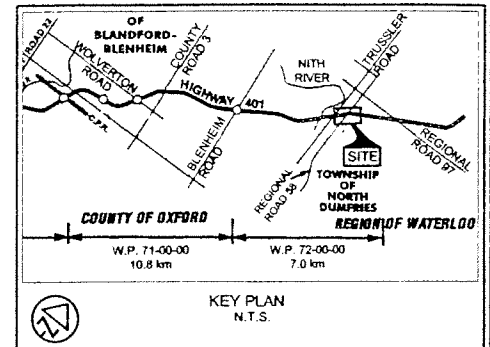 OF
BLANDFORD-
BLENHEIM
ROAD 22
WOLVERTON
ROAD
COUNTY
ROAD 3
HIGHWAY
401
BLENHEIM
ROAD
NITH
RIVER
TRUSSLER
ROAD
C.P.R.
SITE
REGIONAL
ROAD 97
REGIONAL
ROAD 58
TOWNSHIP
OF
NORTH
DUMFRIES
COUNTY OF OXFORD
REGION OF WATERLOO
W.P. 71-00-00
10.8 km
W.P. 72-00-00
7.0 km
KEY PLAN
N.T.S.
N